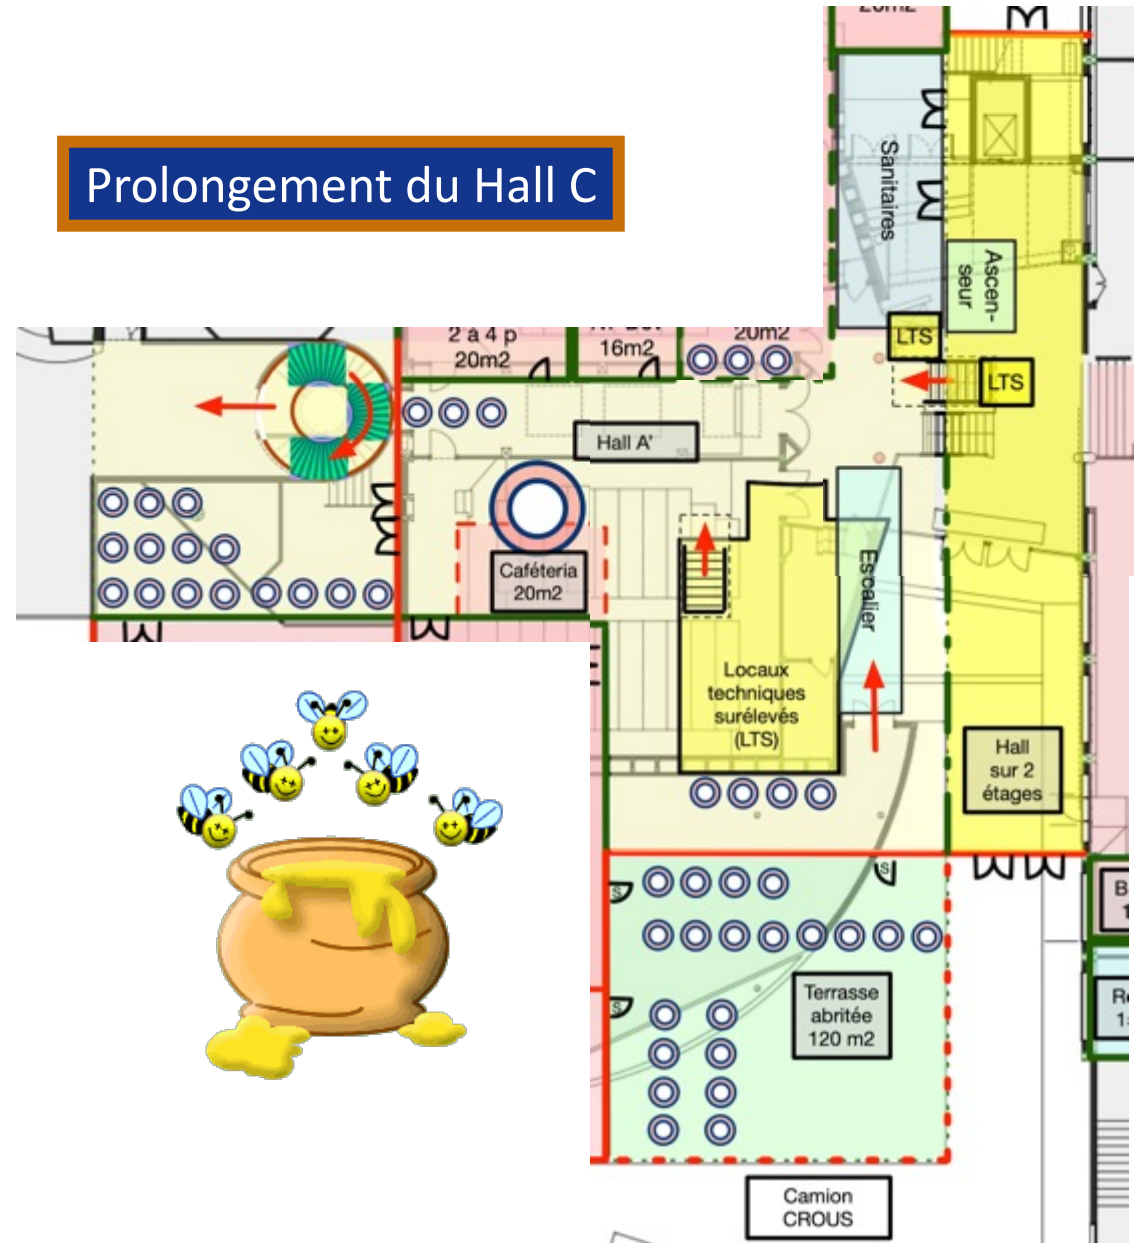 20m2
Prolongement du Hall C
Sanitaires
Ascen-
seur
LTS
LTS
2 à 4 p
20m2
16m2
20m2
Hall A'
Caféteria
20m2
Escalier
Locaux
techniques
surélevés
(LTS)
Hall
sur 2
étages
S
S
S
Terrasse
abritée
120 m2
Camion
CROUS